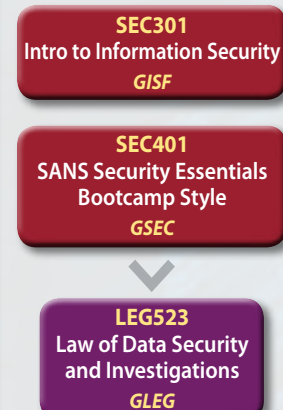 SEC301
Intro to Information Security
GISF
SEC401
SANS Security Essentials
Bootcamp Style
GSEC
LEG523
Law of Data Security
and Investigations
GLEG